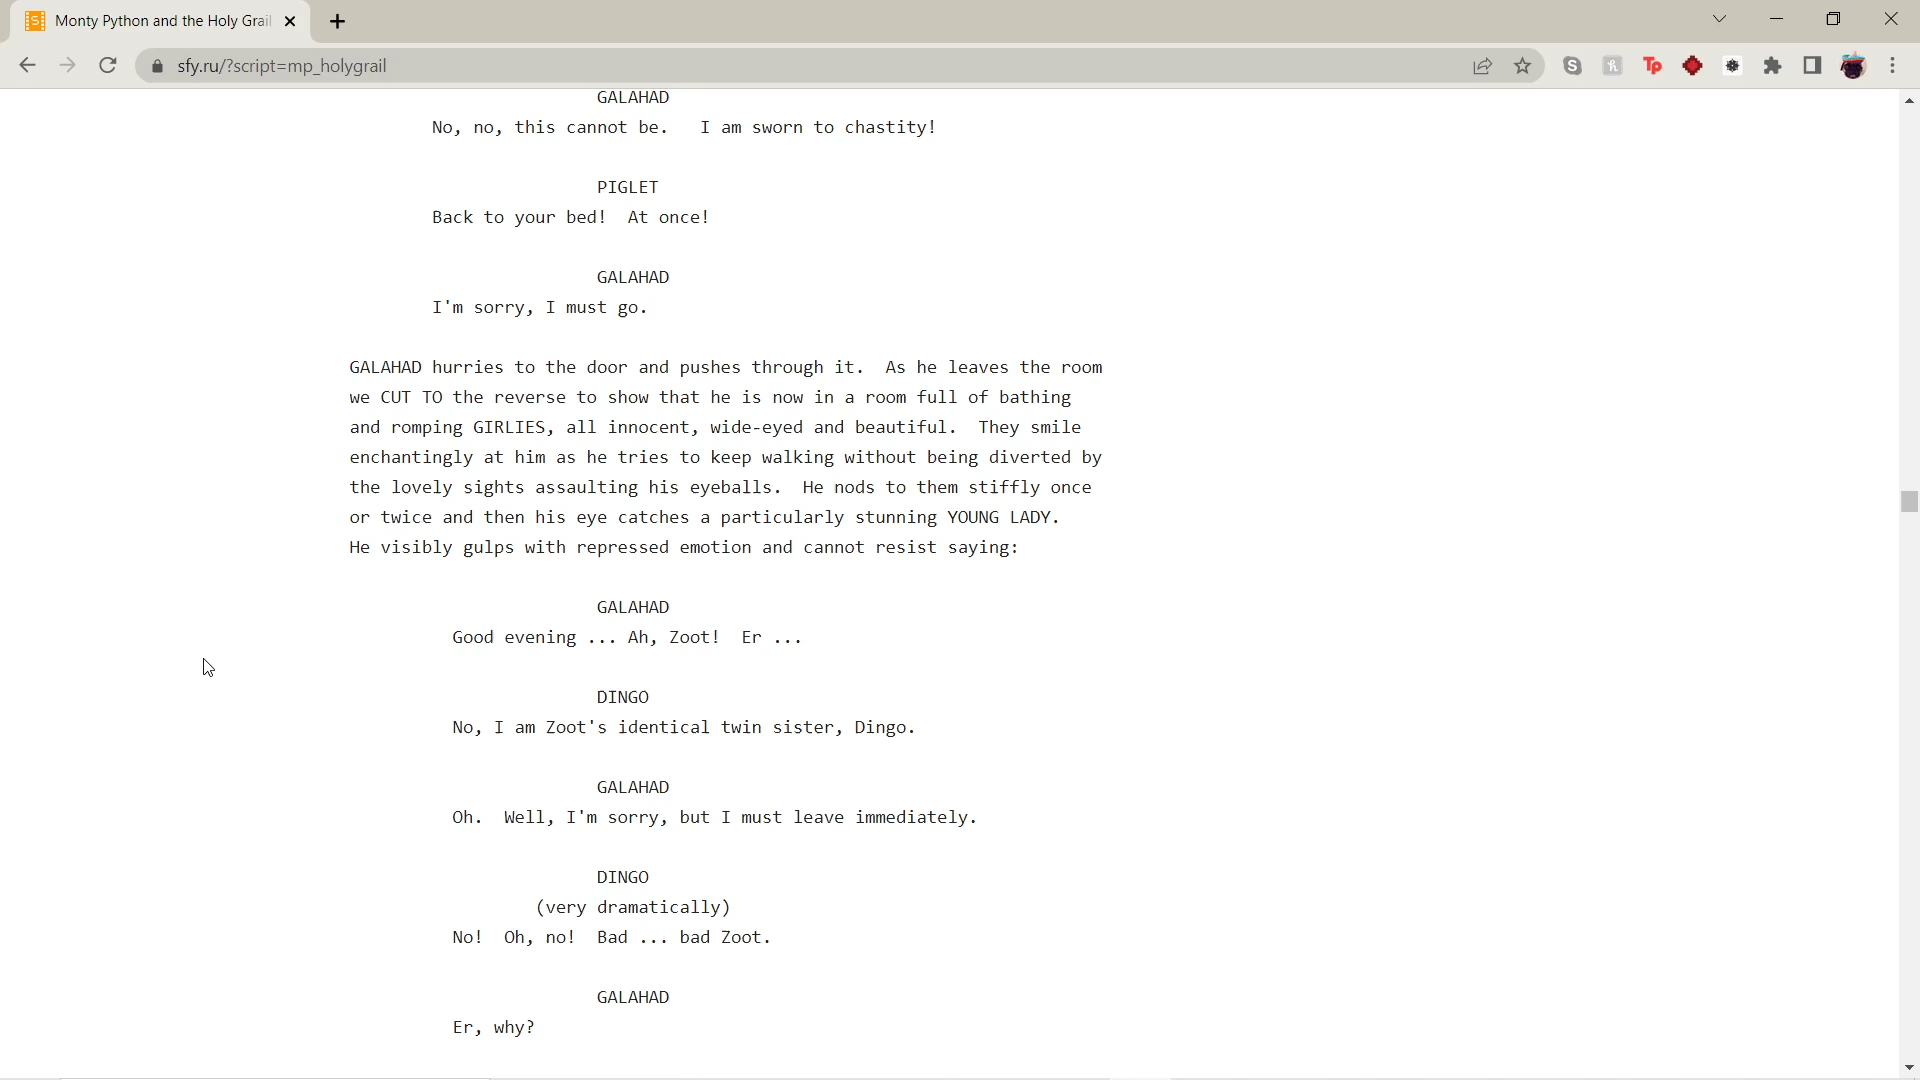 Monty Python and the Holy Grail
sfy.ru/?script=mp_holygrail
GALAHAD
No, no, this cannot be. I am sworn to chastity!
PIGLET
Back to your bed! At once!
GALAHAD
I'm sorry, I must go.
GALAHAD hurries to the door and pushes through it. As he leaves the room
we CUT TO the reverse to show that he is now in a room full of bathing
and romping GIRLIES, all innocent, wide-eyed and beautiful. They smile
enchantingly at him as he tries to keep walking without being diverted by
the lovely sights assaulting his eyeballs. He nods to them stiffly once
or twice and then his eye catches a particularly stunning YOUNG LADY.
He visibly gulps with repressed emotion and cannot resist saying:
GALAHAD
Good evening ... Ah, Zoot! Er ...
DINGO
No, I am Zoot's identical twin sister, Dingo.
GALAHAD
Oh. Well, I'm sorry, but I must leave immediately.
DINGO
(very dramatically)
No! Oh, no! Bad ... bad Zoot.
GALAHAD
Er, why?